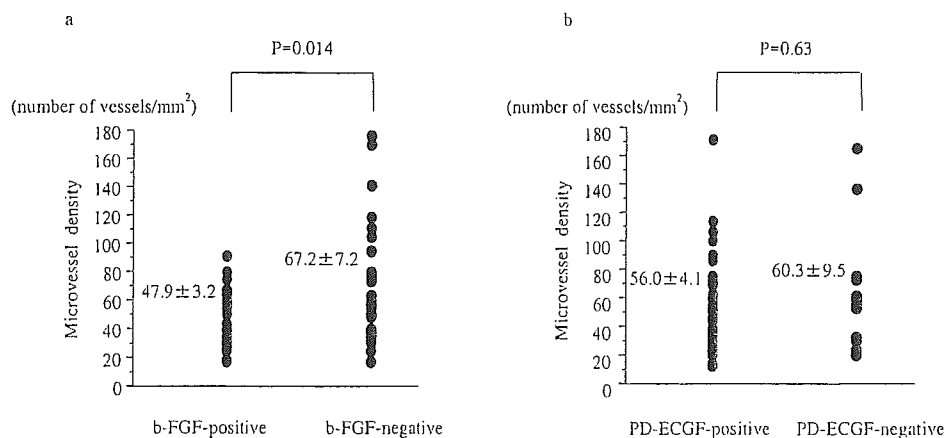 a
P=0.014
(number of vessels/mm²)
Microvessel density
180
160
140
120
100
80
60
40
20
0
47.9±3.2
67.2±7.2
b-FGF-positive
b-FGF-negative
b
P=0.63
(number of vessels/mm²)
Microvessel density
180
160
140
120
100
80
60
40
20
0
56.0±4.1
60.3±9.5
PD-ECGF-positive
PD-ECGF-negative